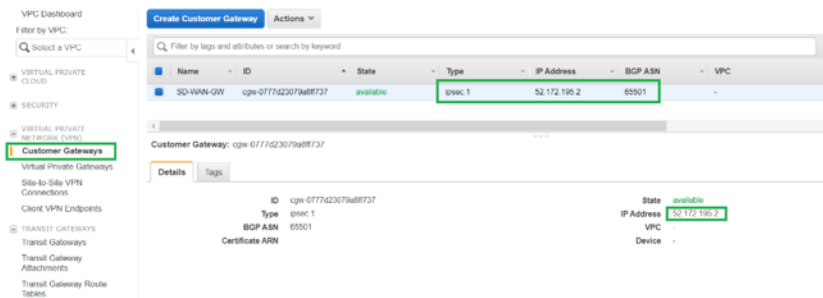 VPC Dashboard
Filter by VPC:
Select a VPC
VIRTUAL PRIVATE
CLOUD
SECURITY
VIRTUAL PRIVATE
NETWORK (VPN)
Customer Gateways
Virtual Private Gateways
Site-to-Site VPN
Connections
Client VPN Endpoints
TRANSIT GATEWAYS
Transit Gateways
Transit Gateway
Attachments
Transit Gateway Route
Tables
Create Customer Gateway Actions
Filter by tags and attributes or search by keyword
Name ID State Type IP Address BGP ASN VPC
SD-WAN-GW cgw-0777d23079a8ff737 available ipsec.1 52.172.195.2 65501 -
Customer Gateway: cgw-0777d23079a8ff737
Details Tags
ID cgw-0777d23079a8ff737 State available
Type ipsec.1 IP Address 52.172.195.2
BGP ASN 65501 VPC -
Certificate ARN Device -